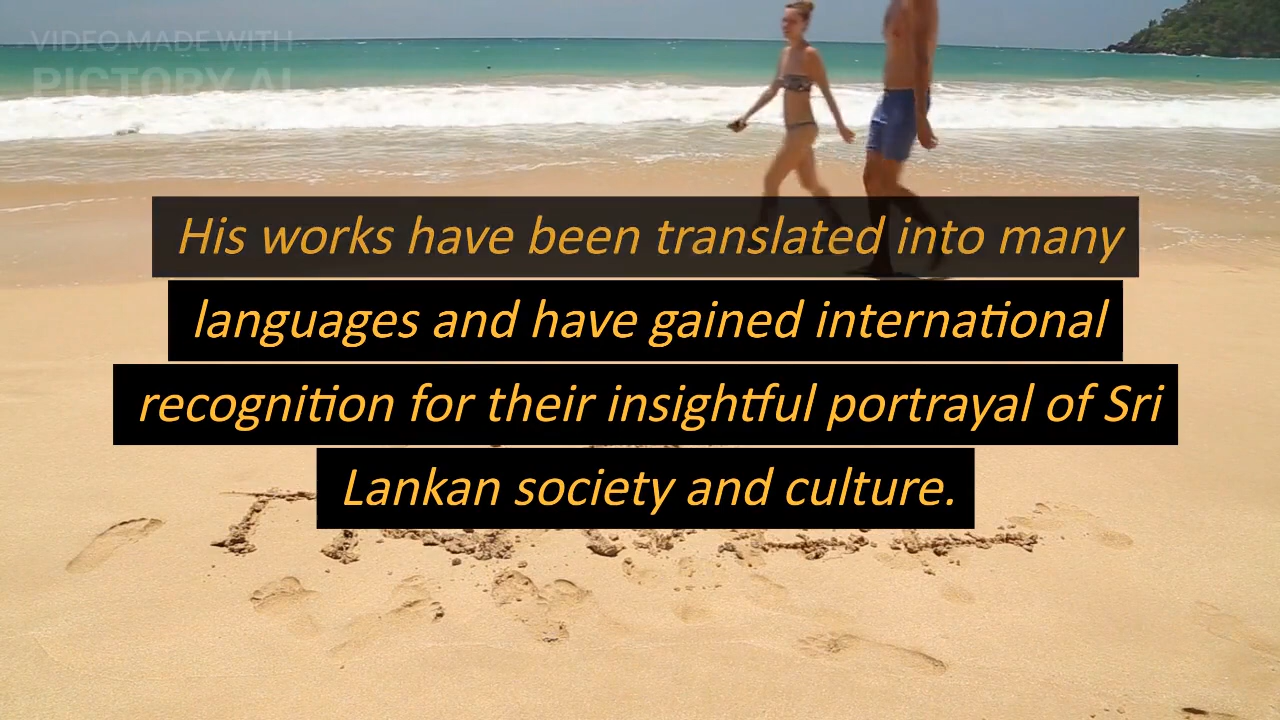 VIDEO MADE WITH
PICTORY.AI
His works have been translated into many
languages and have gained international
recognition for their insightful portrayal of Sri
Lankan society and culture.